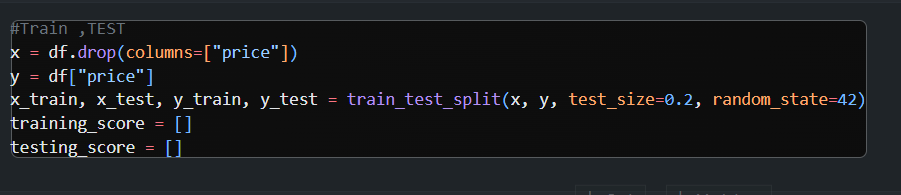 #Train ,TEST
x = df.drop(columns=["price"])
y = df["price"]
x_train, x_test, y_train, y_test = train_test_split(x, y, test_size=0.2, random_state=42)
training_score = []
testing_score = []